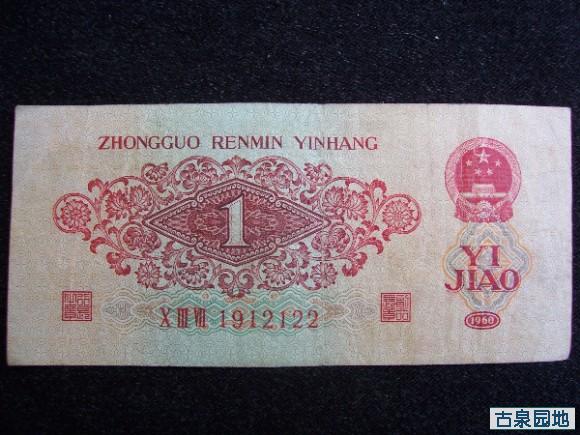 ZHONGGUO RENMIN YINHANG
1
YI
JIAO
X III VII 1912122
1960
古泉园地